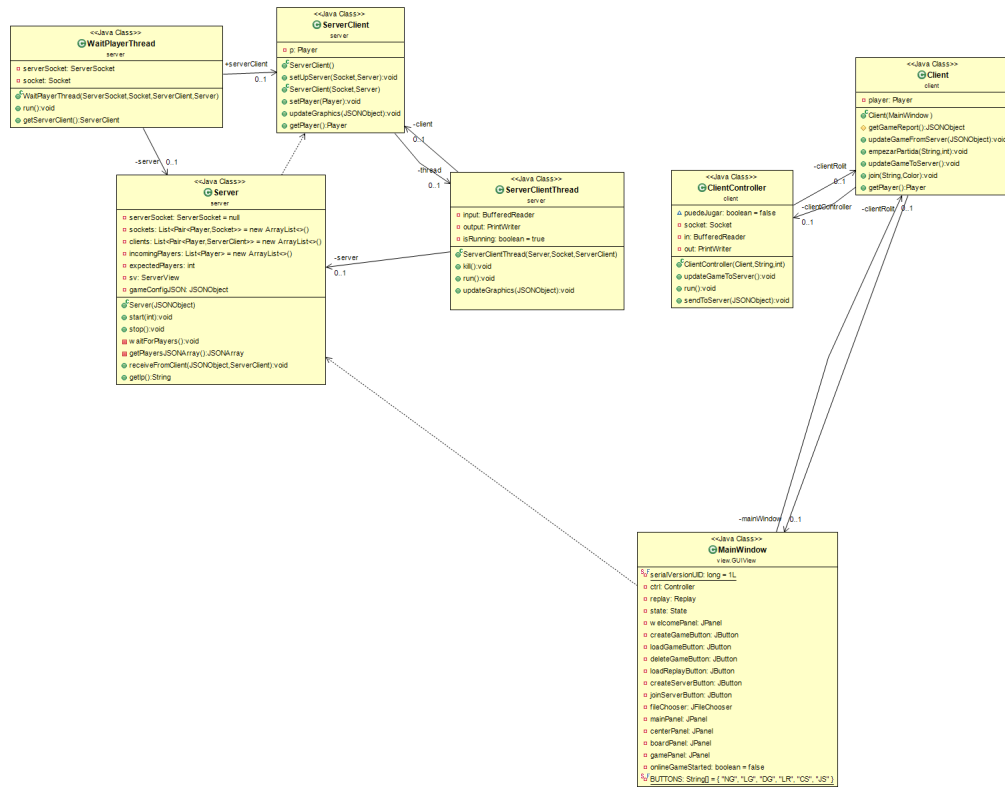 <<Java Class>>
WaitPlayerThread
server
serverSocket: ServerSocket
socket: Socket
WaitPlayerThread(ServerSocket,Socket,ServerClient,Server)
run():void
getServerClient():ServerClient
+serverClient
0..1
<<Java Class>>
ServerClient
server
p: Player
ServerClient()
setUpServer(Socket,Server):void
ServerClient(Socket,Server)
setPlayer(Player):void
updateGraphics(JSONObject):void
getPlayer():Player
-server
0..1
-client
0..1
-thread
0..1
<<Java Class>>
Server
server
serverSocket: ServerSocket = null
sockets: List<Pair<Player,Socket>> = new ArrayList<>()
clients: List<Pair<Player,ServerClient>> = new ArrayList<>()
incomingPlayers: List<Player> = new ArrayList<>()
expectedPlayers: int
sv: ServerView
gameConfigJSON: JSONObject
Server(JSONObject)
start(int):void
stop():void
waitForPlayers():void
getPlayersJSONArray():JSONArray
receiveFromClient(JSONObject,ServerClient):void
getIp():String
-server
0..1
<<Java Class>>
ServerClientThread
server
input: BufferedReader
output: PrintWriter
isRunning: boolean = true
ServerClientThread(Server,Socket,ServerClient)
kill():void
run():void
updateGraphics(JSONObject):void
<<Java Class>>
ClientController
client
puedeJugar: boolean = false
socket: Socket
in: BufferedReader
out: PrintWriter
ClientController(Client,String,int)
updateGameToServer():void
run():void
sendToServer(JSONObject):void
<<Java Class>>
Client
client
player: Player
Client(MainWindow)
getGameReport():JSONObject
updateGameFromServer(JSONObject):void
empezarPartida(String,int):void
updateGameToServer():void
join(String,Color):void
getPlayer():Player
-clientRolit
0..1
-clientController
0..1
-clientRolit
0..1
-mainWindow
0..1
<<Java Class>>
MainWindow
view.GUIView
S F
serialVersionUID: long = 1L
ctrl: Controller
replay: Replay
state: State
welcomePanel: JPanel
createGameButton: JButton
loadGameButton: JButton
deleteGameButton: JButton
loadReplayButton: JButton
createServerButton: JButton
joinServerButton: JButton
fileChooser: JFileChooser
mainPanel: JPanel
centerPanel: JPanel
boardPanel: JPanel
gamePanel: JPanel
onlineGameStarted: boolean = false
S F
BUTTONS: String[] = { "NG", "LG", "DG", "LR", "CS", "JS" }